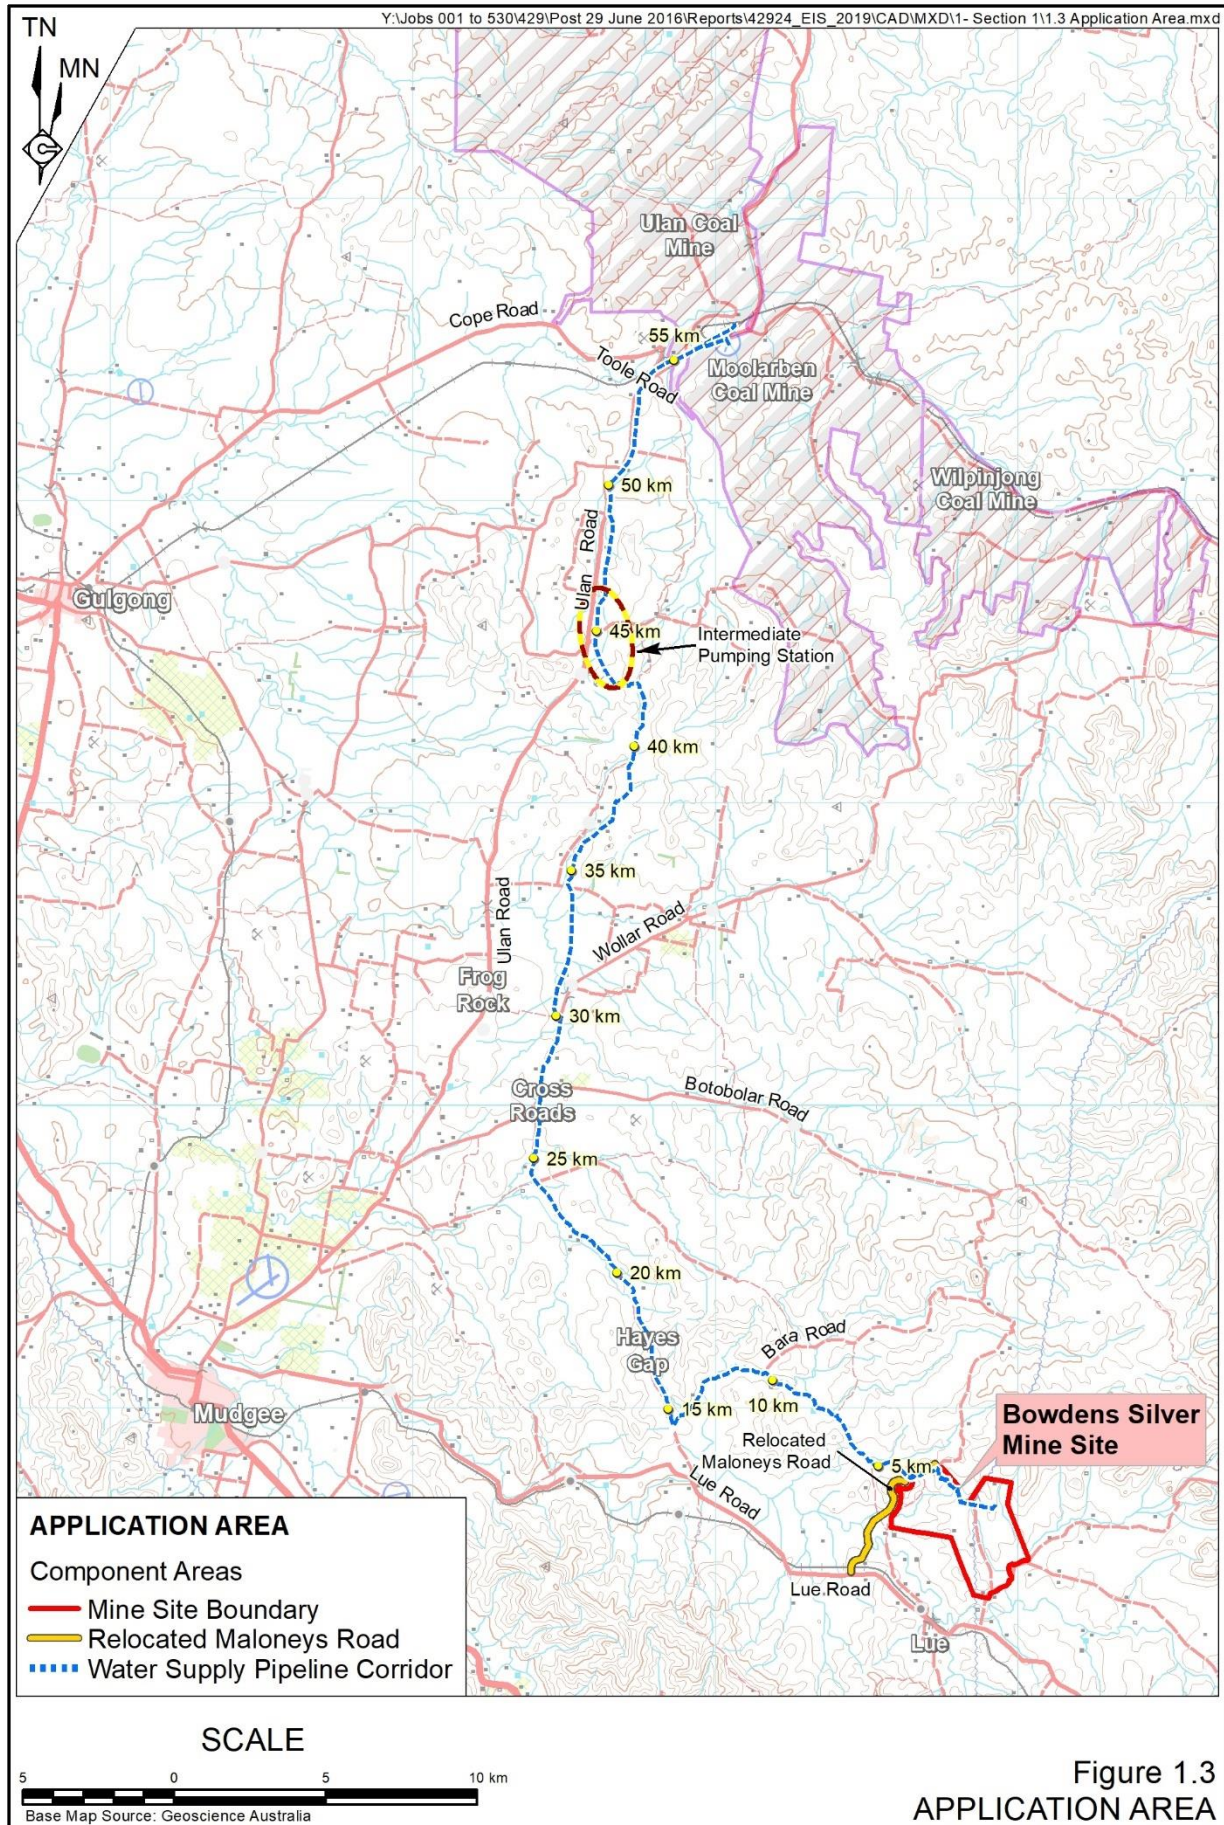 Y:\Jobs 001 to 530\429\Post 29 June 2016\Reports\42924_EIS_2019\CAD\MXD\1- Section 1\1.3 Application Area.mxd
TN
MN
Ulan Coal
Mine
Cope Road
55 km
Toole Road
Moolarben
Coal Mine
Wilpinjong
Coal Mine
50 km
Ulan Road
Gulgong
45 km
Intermediate
Pumping Station
40 km
35 km
Ulan Road
Wollar Road
Frog
Rock
30 km
Cross
Roads
Botobolar Road
25 km
20 km
Hayes
Gap
Bara Road
10 km
15 km
Mudgee
Bowdens Silver
Mine Site
Relocated
Maloneys Road
5 km
Lue Road
Lue Road
Lue
APPLICATION AREA
Component Areas
Mine Site Boundary
Relocated Maloneys Road
Water Supply Pipeline Corridor
SCALE
5 0 5 10 km
Base Map Source: Geoscience Australia
Figure 1.3
APPLICATION AREA